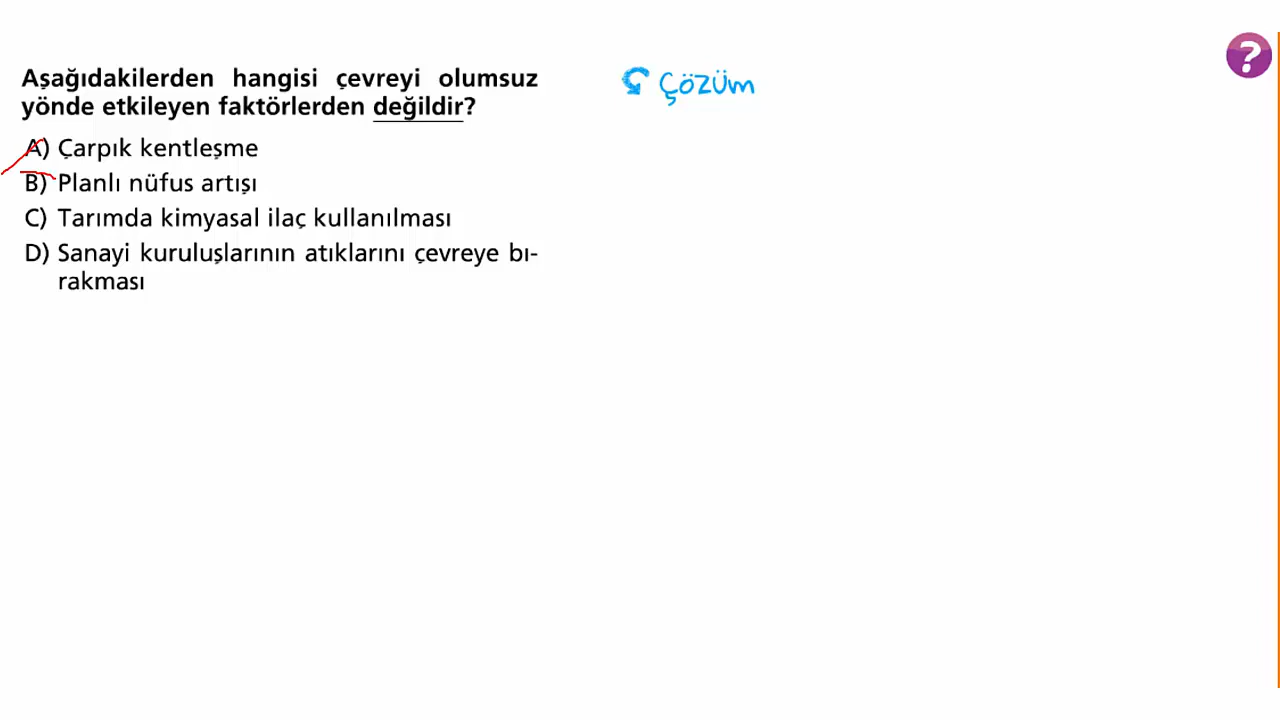 Aşağıdakilerden hangisi çevreyi olumsuz
yönde etkileyen faktörlerden değildir?
A) Çarpık kentleşme
B) Planlı nüfus artışı
C) Tarımda kimyasal ilaç kullanılması
D) Sanayi kuruluşlarının atıklarını çevreye bı-
rakması
Çözüm
?